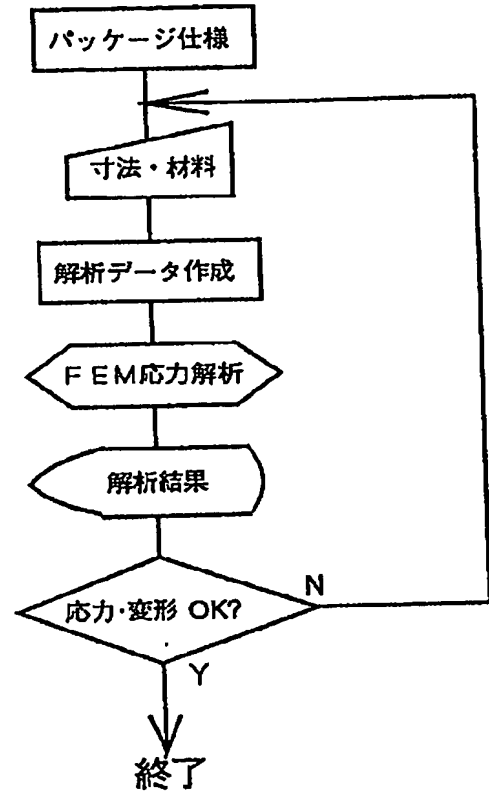 パッケージ仕様
寸法・材料
解析データ作成
ＦＥＭ応力解析
解析結果
応力・変形 OK?
N
Y
終了